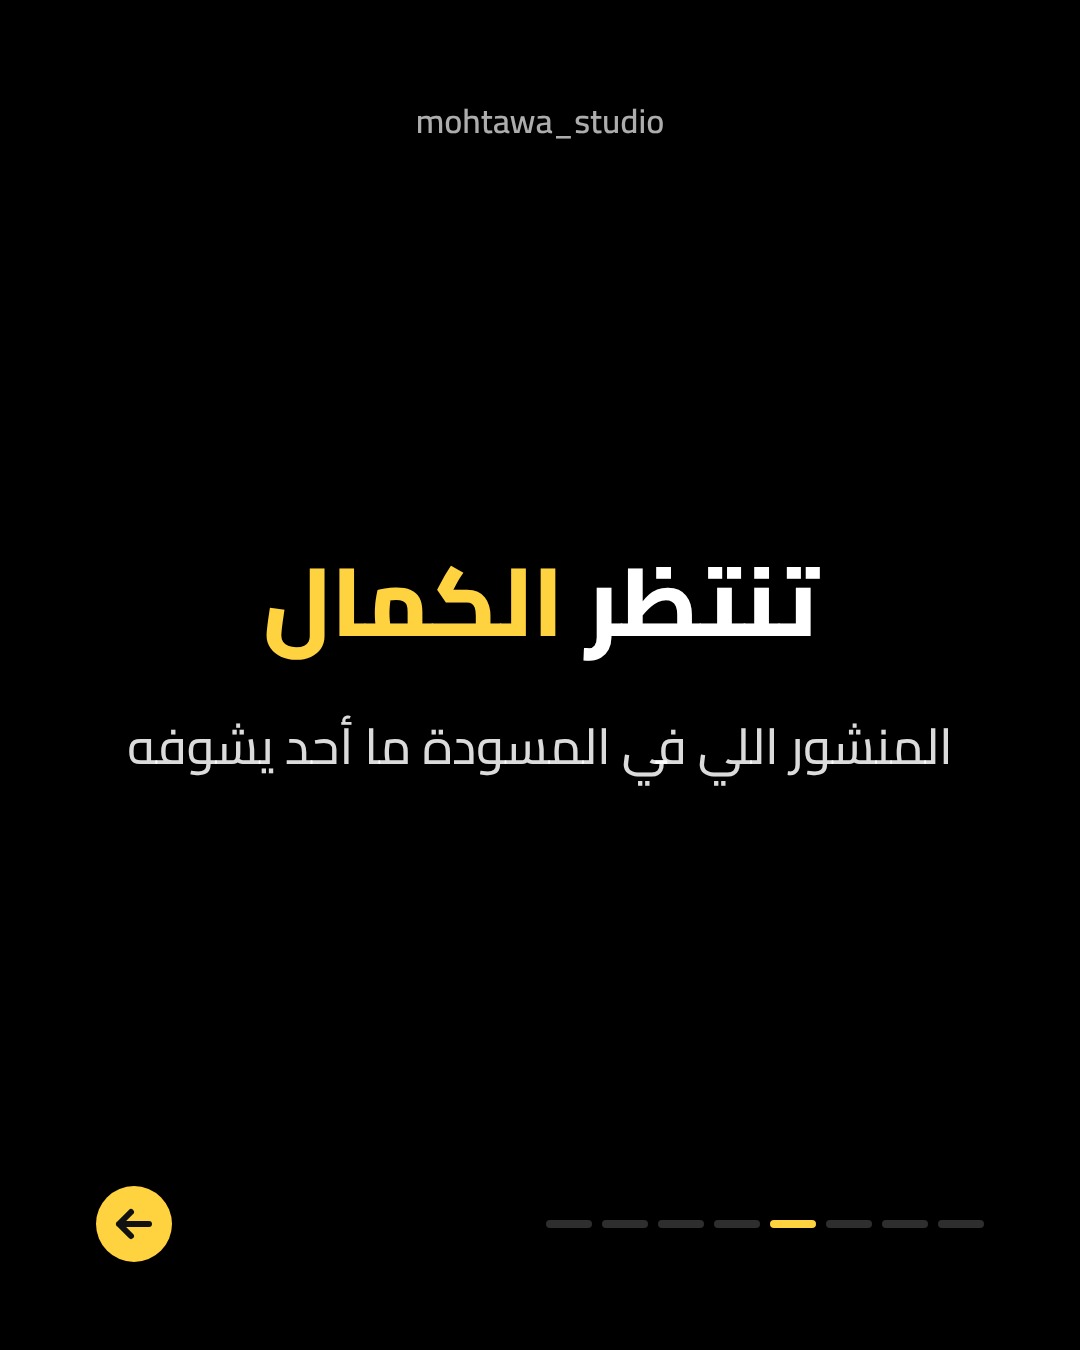 mohtawa_studio
تنتظر الكمال
المنشور اللي في المسودة ما أحد يشوفه